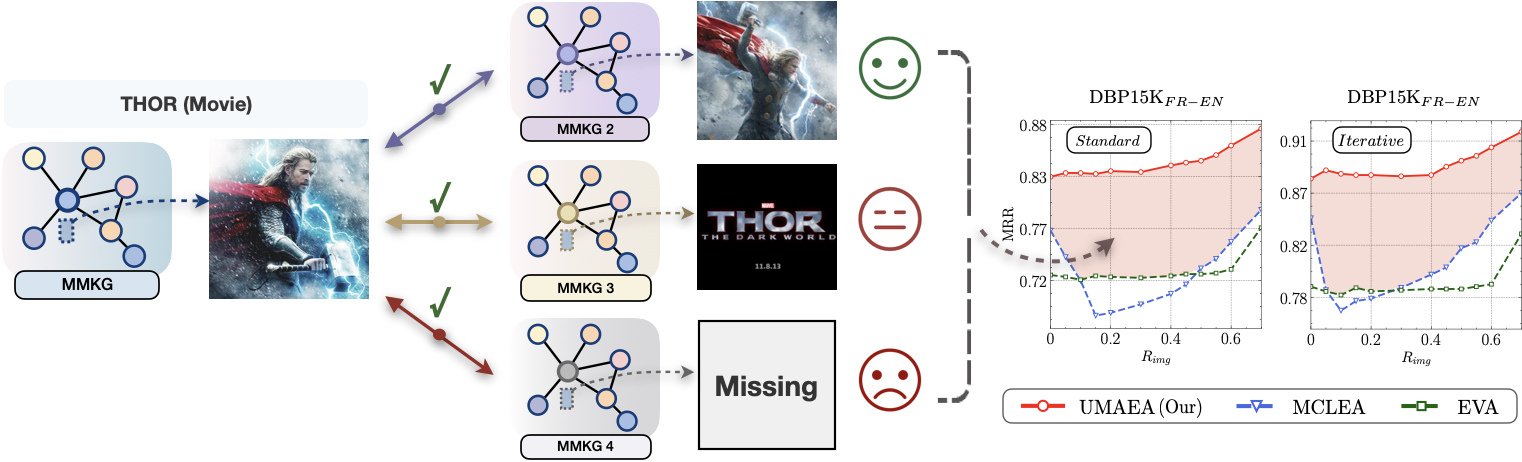 THOR (Movie)
MMKG
√
MMKG 2
√
MMKG 3
MARVEL
THOR
THE DARK WORLD
11.8.13
√
MMKG 4
Missing
DBP15K_{FR-EN}
Standard
MRR
0.88
0.83
0.77
0.72
0 0.2 0.4 0.6
R_{img}
DBP15K_{FR-EN}
Iterative
0.91
0.87
0.82
0.78
0 0.2 0.4 0.6
R_{img}
UMAEA (Our) MCLEA EVA